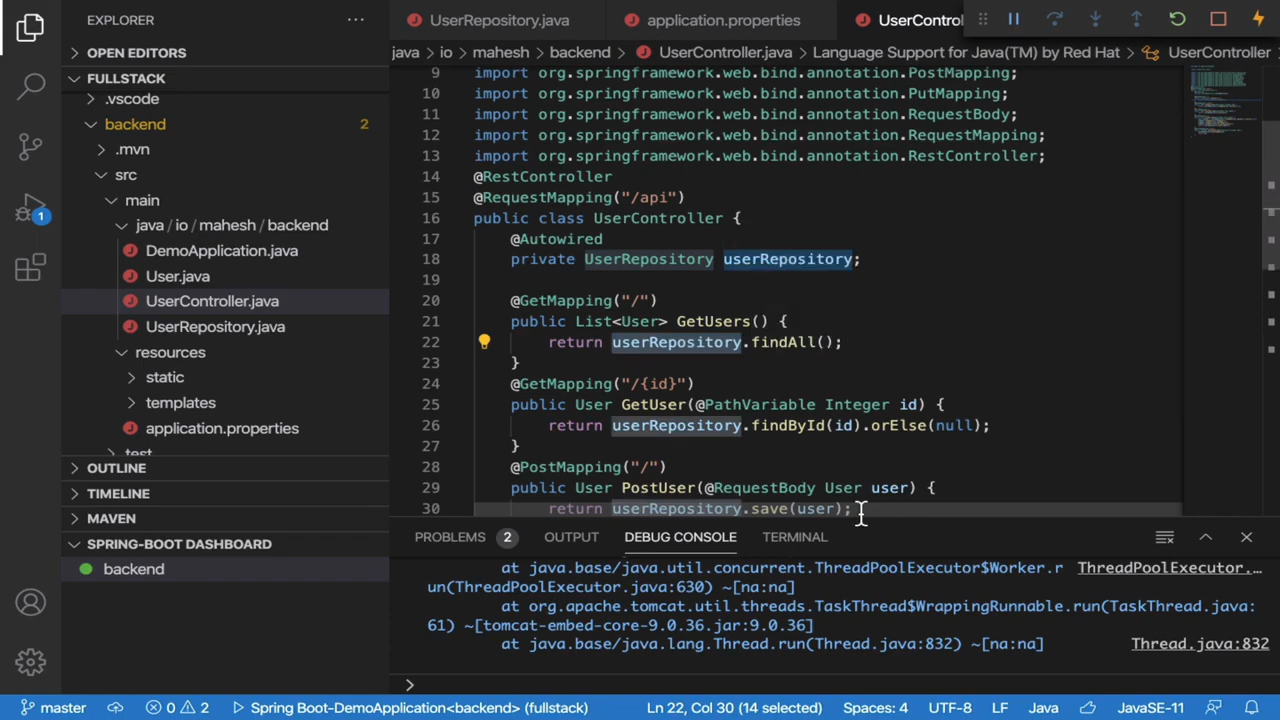 EXPLORER
OPEN EDITORS
FULLSTACK
.vscode
backend 2
.mvn
src
main
java / io / mahesh / backend
DemoApplication.java
User.java
UserController.java
UserRepository.java
resources
static
templates
application.properties
test
OUTLINE
TIMELINE
MAVEN
SPRING-BOOT DASHBOARD
backend
1
UserRepository.java
application.properties
UserControl
java > io > mahesh > backend > UserController.java > Language Support for Java(TM) by Red Hat > UserController
9 import org.springframework.web.bind.annotation.PostMapping;
10 import org.springframework.web.bind.annotation.PutMapping;
11 import org.springframework.web.bind.annotation.RequestBody;
12 import org.springframework.web.bind.annotation.RequestMapping;
13 import org.springframework.web.bind.annotation.RestController;
14 @RestController
15 @RequestMapping("/api")
16 public class UserController {
17 @Autowired
18 private UserRepository userRepository;
19
20 @GetMapping("/")
21 public List<User> GetUsers() {
22 return userRepository.findAll();
23 }
24 @GetMapping("/{id}")
25 public User GetUser(@PathVariable Integer id) {
26 return userRepository.findById(id).orElse(null);
27 }
28 @PostMapping("/")
29 public User PostUser(@RequestBody User user) {
30 return userRepository.save(user);
PROBLEMS 2 OUTPUT DEBUG CONSOLE TERMINAL
at java.base/java.util.concurrent.ThreadPoolExecutor$Worker.r ThreadPoolExecutor.…
un(ThreadPoolExecutor.java:630) ~[na:na]
at org.apache.tomcat.util.threads.TaskThread$WrappingRunnable.run(TaskThread.java:
61) ~[tomcat-embed-core-9.0.36.jar:9.0.36]
at java.base/java.lang.Thread.run(Thread.java:832) ~[na:na] Thread.java:832
>
master 0 2 Spring Boot-DemoApplication<backend> (fullstack) Ln 22, Col 30 (14 selected) Spaces: 4 UTF-8 LF Java JavaSE-11